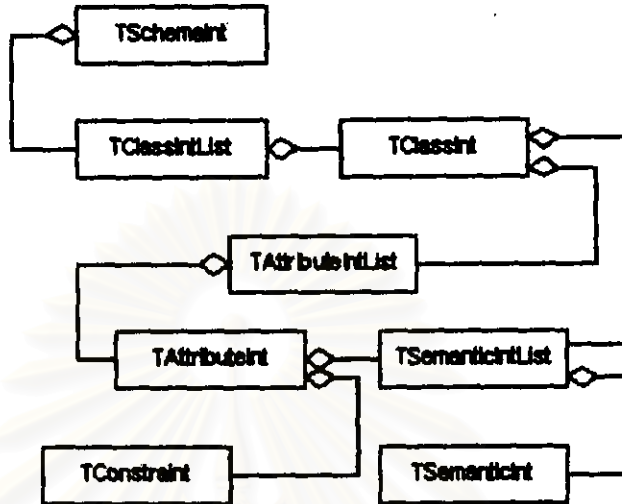 TSchemaInt
TClassIntList
TClassInt
TAttributeIntList
TAttributeInt
TSemanticIntList
TConstraint
TSemanticInt